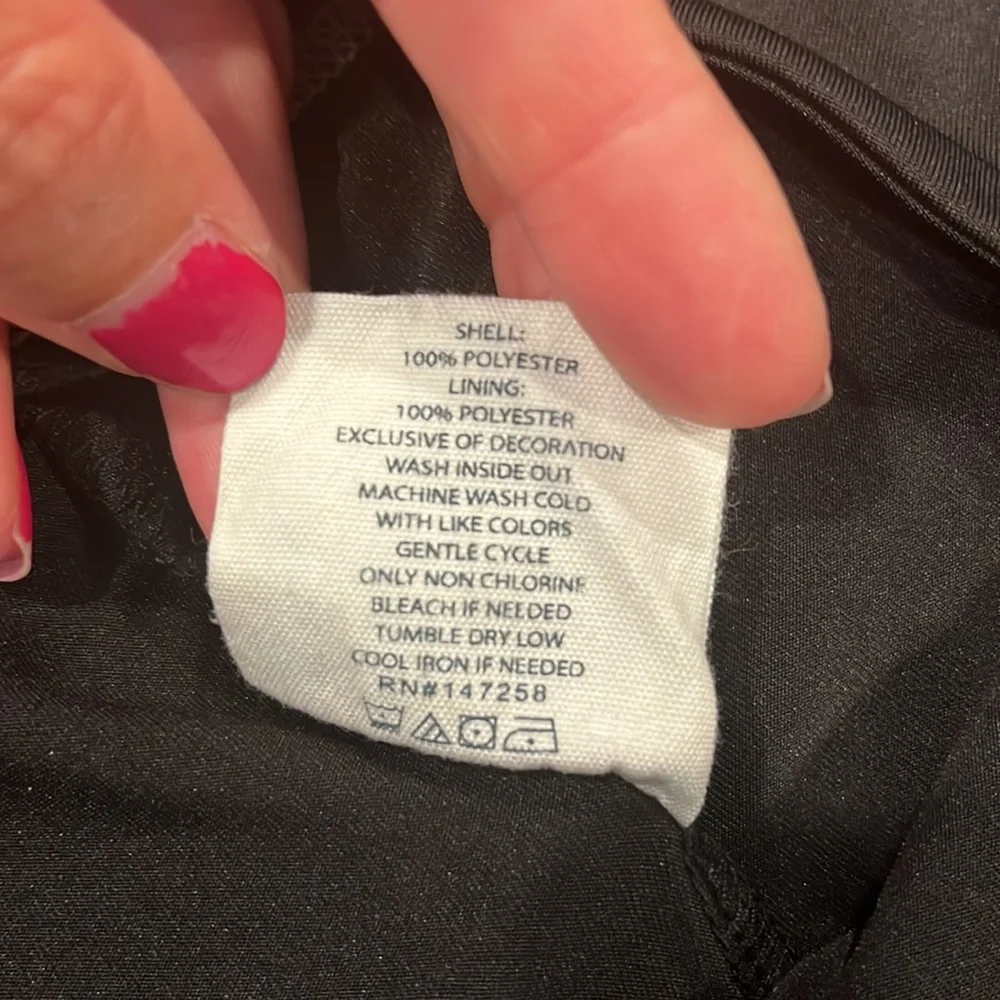 SHELL:
100% POLYESTER
LINING:
100% POLYESTER
EXCLUSIVE OF DECORATION
WASH INSIDE OUT
MACHINE WASH COLD
WITH LIKE COLORS
GENTLE CYCLE
ONLY NON CHLORINE
BLEACH IF NEEDED
TUMBLE DRY LOW
COOL IRON IF NEEDED
RN#147258